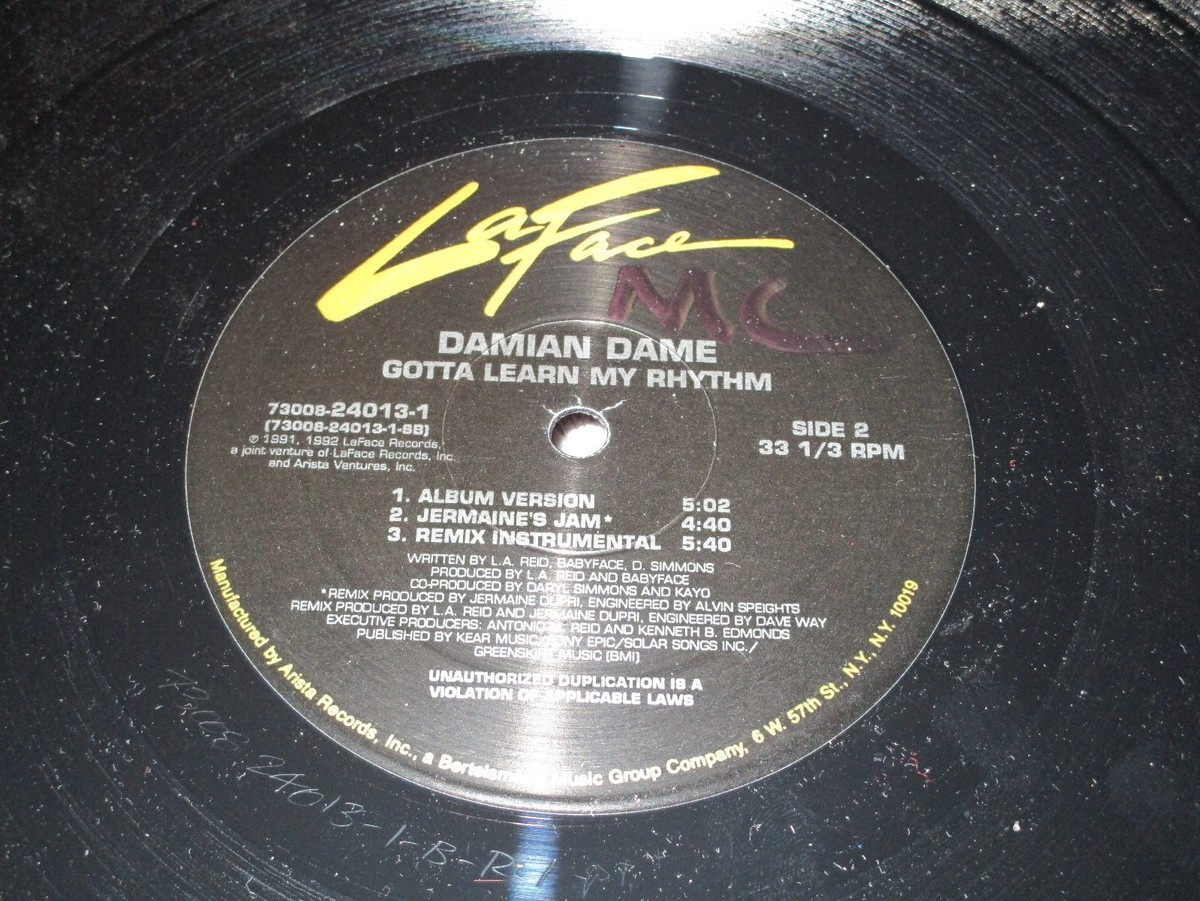 LaFace
MC
DAMIAN DAME
GOTTA LEARN MY RHYTHM
73008-24013-1
(73008-24013-1-SB)
℗ 1991, 1992 LaFace Records,
a joint venture of LaFace Records, Inc.
and Arista Ventures, Inc.
SIDE 2
33 1/3 RPM
1. ALBUM VERSION 5:02
2. JERMAINE'S JAM* 4:40
3. REMIX INSTRUMENTAL 5:40
WRITTEN BY L.A. REID, BABYFACE, D. SIMMONS
PRODUCED BY L.A. REID AND BABYFACE
CO-PRODUCED BY DARYL SIMMONS AND KAYO
*REMIX PRODUCED BY JERMAINE DUPRI, ENGINEERED BY ALVIN SPEIGHTS
REMIX PRODUCED BY L.A. REID AND JERMAINE DUPRI, ENGINEERED BY DAVE WAY
EXECUTIVE PRODUCERS: ANTONIO M. REID AND KENNETH B. EDMONDS
PUBLISHED BY KEAR MUSIC/SONY EPIC/SOLAR SONGS INC./
GREENSKIRT MUSIC (BMI)
UNAUTHORIZED DUPLICATION IS A
VIOLATION OF APPLICABLE LAWS
Manufactured by Arista Records, Inc., a Bertelsmann Music Group Company, 6 W. 57th St., N.Y. N.Y. 10019
24013-1-B-